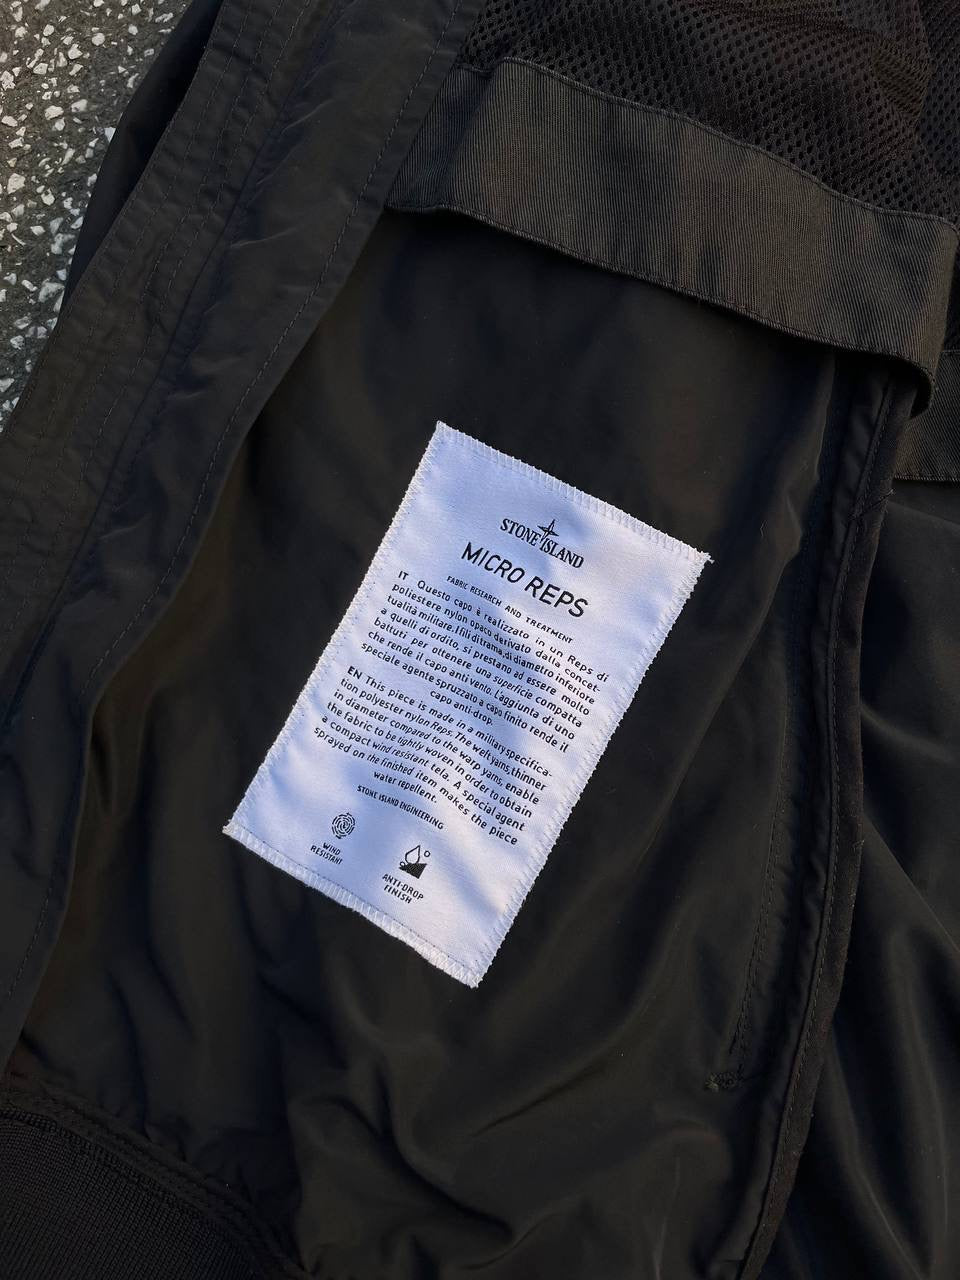 STONE ISLAND
MICRO REPS
FABRIC RESEARCH AND TREATMENT
IT Questo capo è realizzato in un Reps di
poliestere nylon opaco derivato dalla concet-
tualità militare. I fili di trama, di diametro inferiore
a quelli di ordito, si prestano ad essere molto
battuti per ottenere una superficie compatta
che rende il capo anti vento. L'aggiunta di uno
speciale agente spruzzato a capo finito rende il
capo anti-drop.
EN This piece is made in a military specifica-
tion polyester nylon Reps. The weft yarns, thinner
in diameter compared to the warp yarns, enable
the fabric to be tightly woven in order to obtain
a compact wind resistant tela. A special agent
sprayed on the finished item makes the piece
water repellent.
STONE ISLAND ENGINEERING
WIND
RESISTANT
ANTI-DROP
FINISH